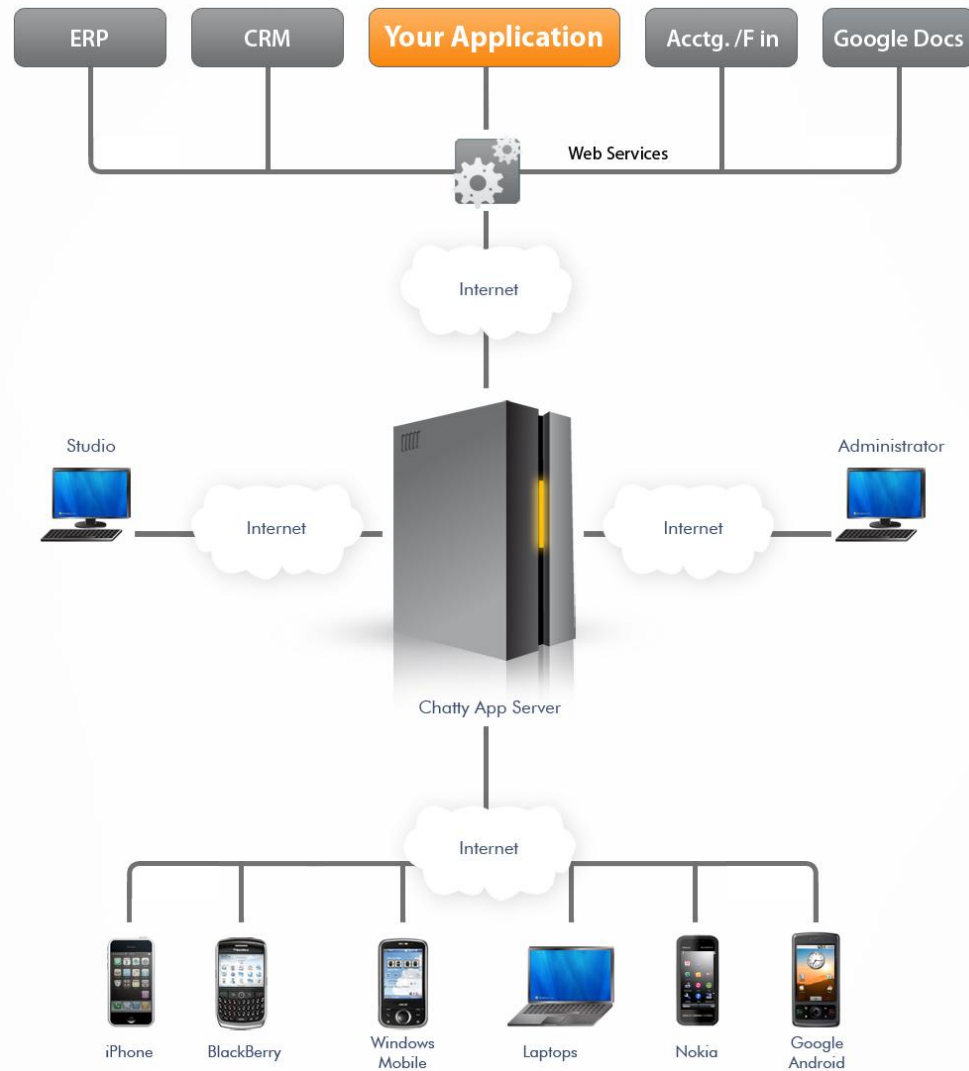 ERP
CRM
Your Application
Acctg. /F in
Google Docs
Web Services
Internet
Studio
Administrator
Internet
Internet
Chatty App Server
Internet
iPhone
BlackBerry
Windows
Mobile
Laptops
Nokia
Google
Android